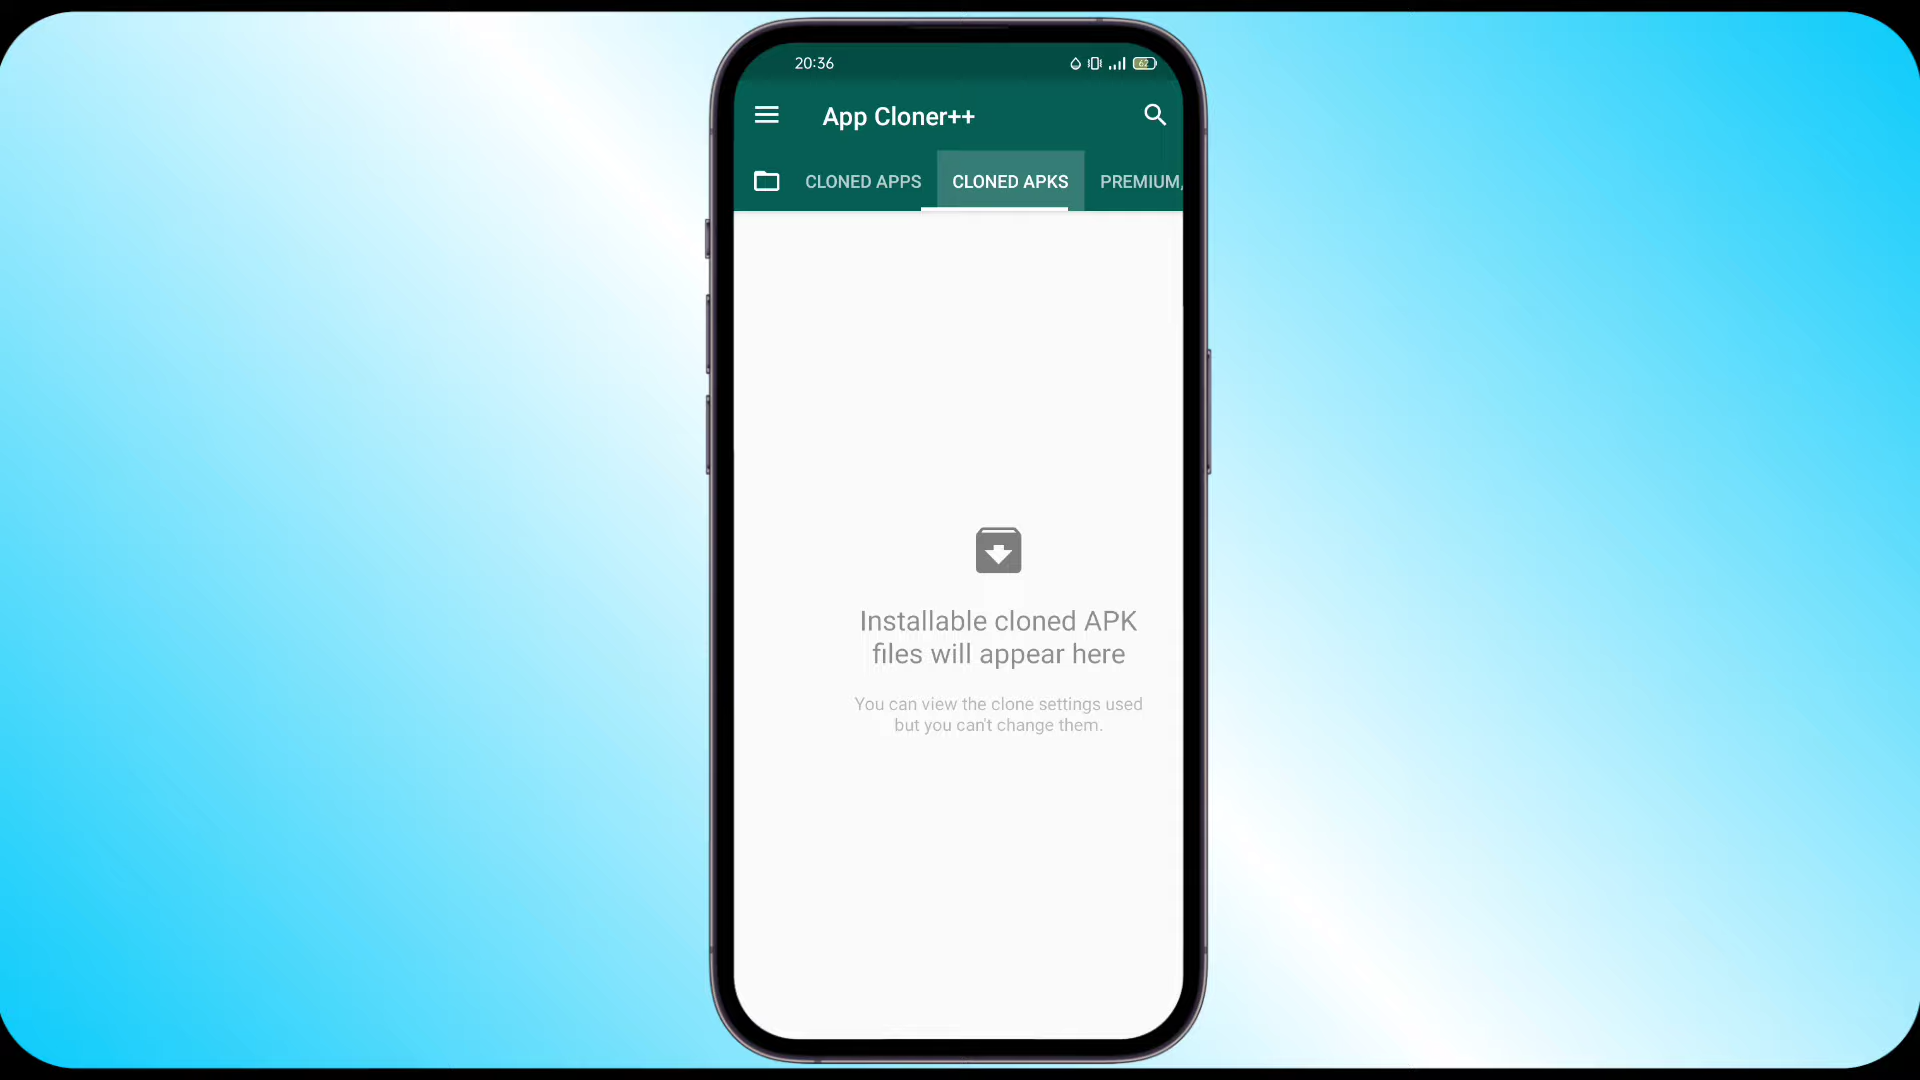 20:36
62
App Cloner++
CLONED APPS
CLONED APKS
PREMIUM,
Installable cloned APK
files will appear here
You can view the clone settings used
but you can't change them.